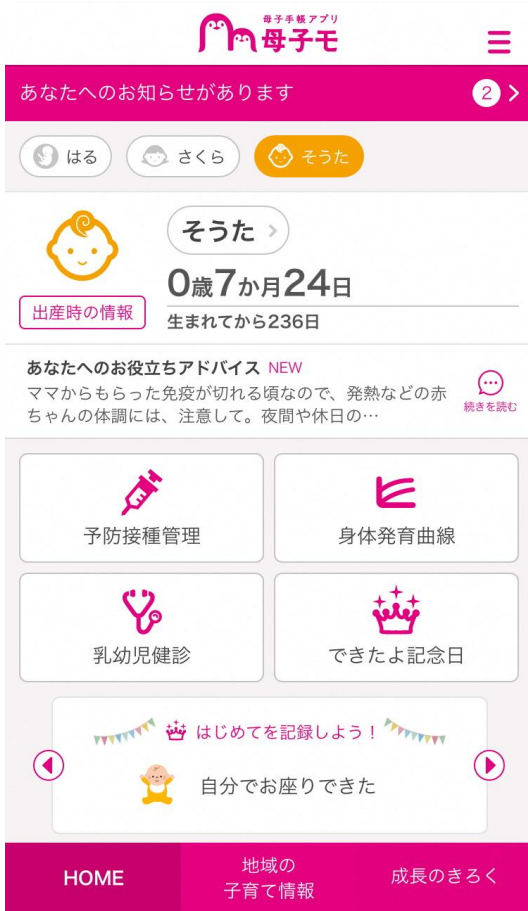 母子手帳アプリ
母子モ
あなたへのお知らせがあります 2
はる さくら そうた
そうた
0歳7か月24日
出産時の情報
生まれてから236日
あなたへのお役立ちアドバイス NEW
ママからもらった免疫が切れる頃なので、発熱などの赤
ちゃんの体調には、注意して。夜間や休日の…
続きを読む
予防接種管理 身体発育曲線
乳幼児健診 できたよ記念日
はじめてを記録しよう！
自分でお座りできた
HOME
地域の
子育て情報
成長のきろく